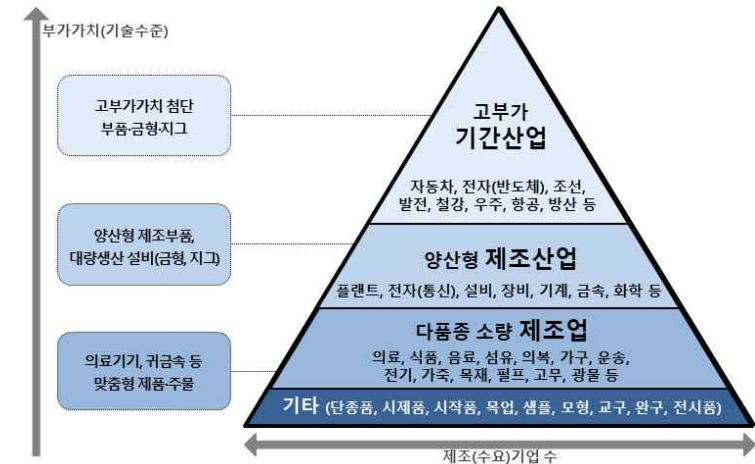 부가가치(기술수준)
고부가가치 첨단
부품·금형·지그
고부가
기간산업
자동차, 전자(반도체), 조선,
발전, 철강, 우주, 항공, 방산 등
양산형 제조부품,
대량생산 설비(금형, 지그)
양산형 제조산업
플랜트, 전자(통신), 설비, 장비, 기계, 금속, 화학 등
의료기기, 귀금속 등
맞춤형 제품·주물
다품종 소량 제조업
의료, 식품, 음료, 섬유, 의복, 가구, 운송,
전기, 가죽, 목재, 펄프, 고무, 광물 등
기타 (단종품, 시제품, 시작품, 목업, 샘플, 모형, 교구, 완구, 전시품)
제조(수요)기업 수